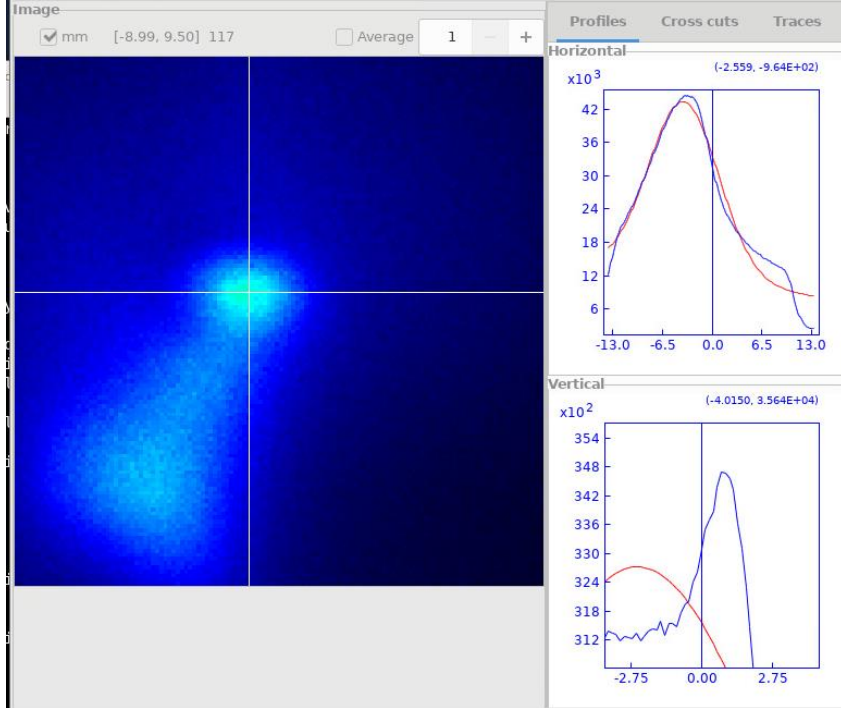 Image
mm [-8.99, 9.50] 117 Average 1 − +
Profiles Cross cuts Traces
Horizontal
(-2.559, -9.64E+02)
x10³
42
36
30
24
18
12
6
-13.0 -6.5 0.0 6.5 13.0
Vertical
(-4.0150, 3.564E+04)
x10²
354
348
342
336
330
324
318
312
-2.75 0.00 2.75